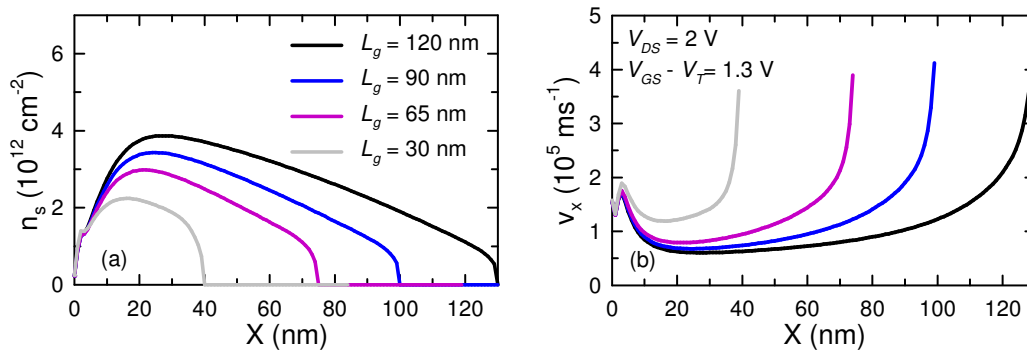 6
4
2
0
0 20 40 60 80 100 120
n_s (10^12 cm^-2)
X (nm)
(a)
L_g = 120 nm
L_g = 90 nm
L_g = 65 nm
L_g = 30 nm
5
4
3
2
1
0
0 20 40 60 80 100 120
v_x (10^5 ms^-1)
X (nm)
(b)
V_DS = 2 V
V_GS - V_T= 1.3 V